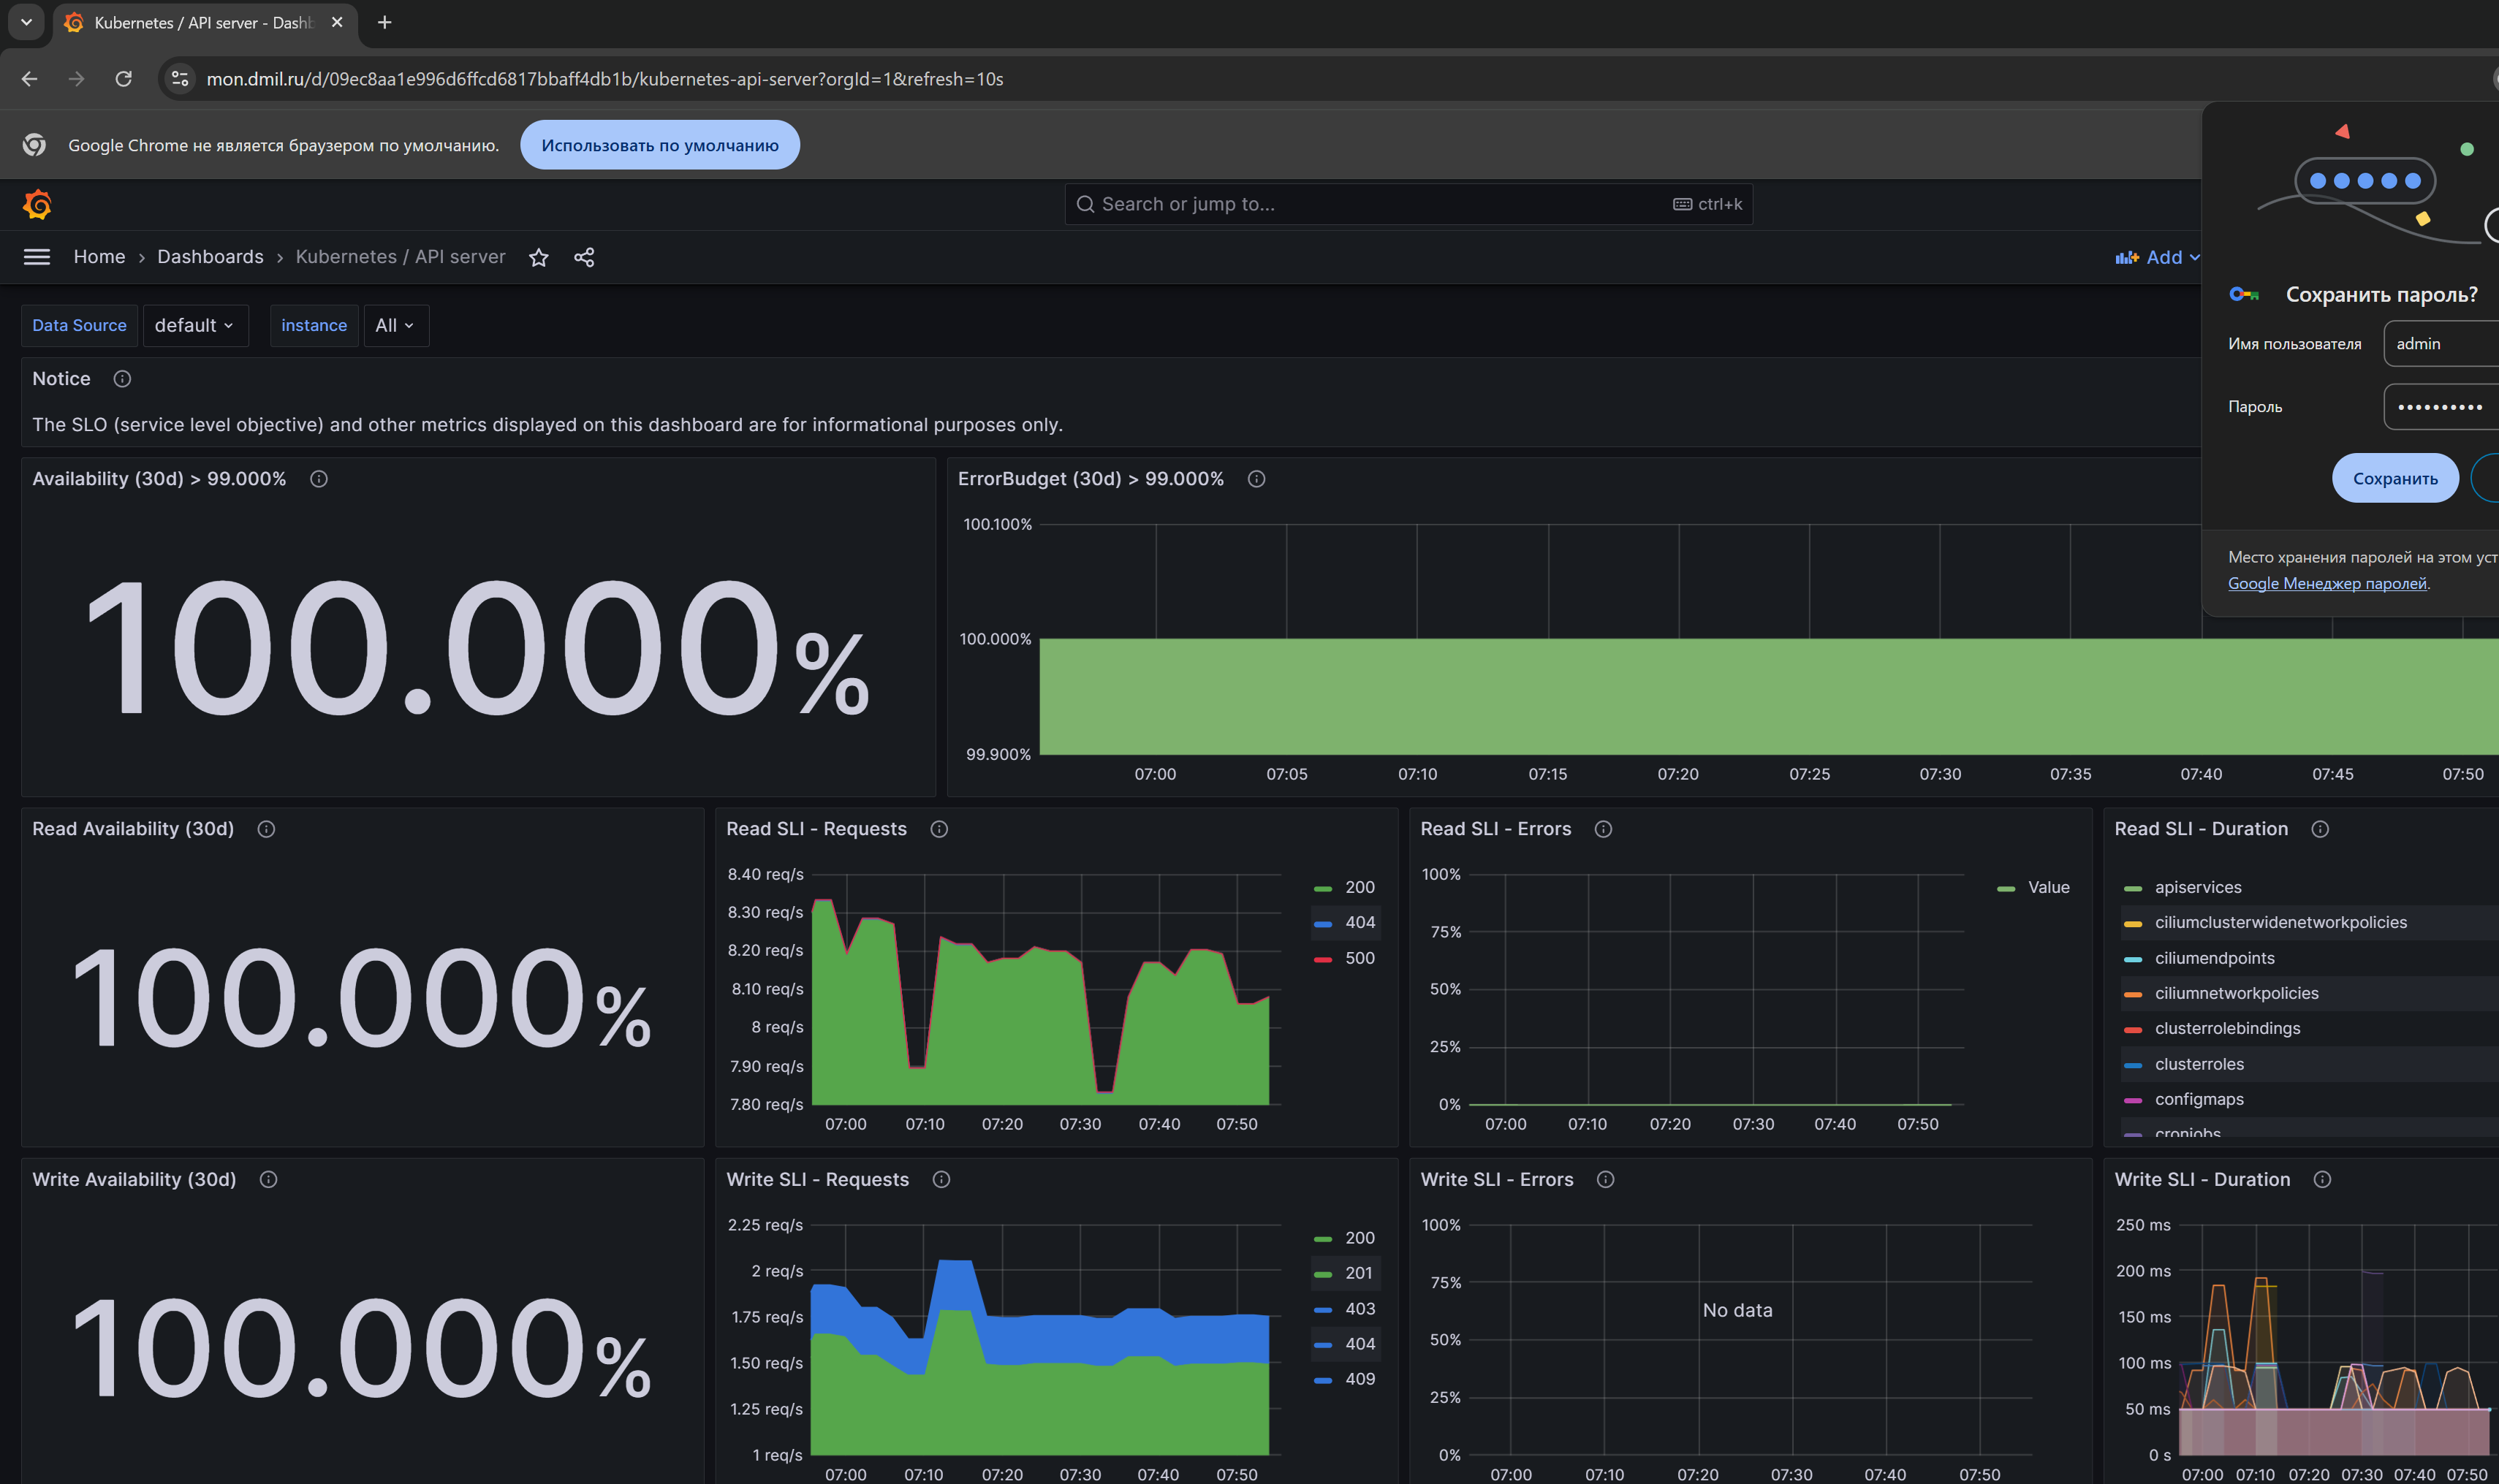 Kubernetes / API server - Dashb
mon.dmil.ru/d/09ec8aa1e996d6ffcd6817bbaff4db1b/kubernetes-api-server?orgId=1&refresh=10s
Google Chrome не является браузером по умолчанию.
Использовать по умолчанию
Search or jump to...
ctrl+k
Home › Dashboards › Kubernetes / API server
Add
Сохранить пароль?
Имя пользователя
admin
Пароль
••••••••••
Сохранить
Место хранения паролей на этом уст
Google Менеджер паролей.
Data Source
default
instance
All
Notice
The SLO (service level objective) and other metrics displayed on this dashboard are for informational purposes only.
Availability (30d) > 99.000%
100.000%
ErrorBudget (30d) > 99.000%
100.100%
100.000%
99.900%
07:00 07:05 07:10 07:15 07:20 07:25 07:30 07:35 07:40 07:45 07:50
Read Availability (30d)
100.000%
Read SLI - Requests
8.40 req/s
8.30 req/s
8.20 req/s
8.10 req/s
8 req/s
7.90 req/s
7.80 req/s
07:00 07:10 07:20 07:30 07:40 07:50
200
404
500
Read SLI - Errors
100%
75%
50%
25%
0%
07:00 07:10 07:20 07:30 07:40 07:50
Value
Read SLI - Duration
apiservices
ciliumclusterwidenetworkpolicies
ciliumendpoints
ciliumnetworkpolicies
clusterrolebindings
clusterroles
configmaps
cronjobs
Write Availability (30d)
100.000%
Write SLI - Requests
2.25 req/s
2 req/s
1.75 req/s
1.50 req/s
1.25 req/s
1 req/s
07:00 07:10 07:20 07:30 07:40 07:50
200
201
403
404
409
Write SLI - Errors
100%
75%
50%
25%
0%
No data
07:00 07:10 07:20 07:30 07:40 07:50
Write SLI - Duration
250 ms
200 ms
150 ms
100 ms
50 ms
0 s
07:00 07:10 07:20 07:30 07:40 07:50